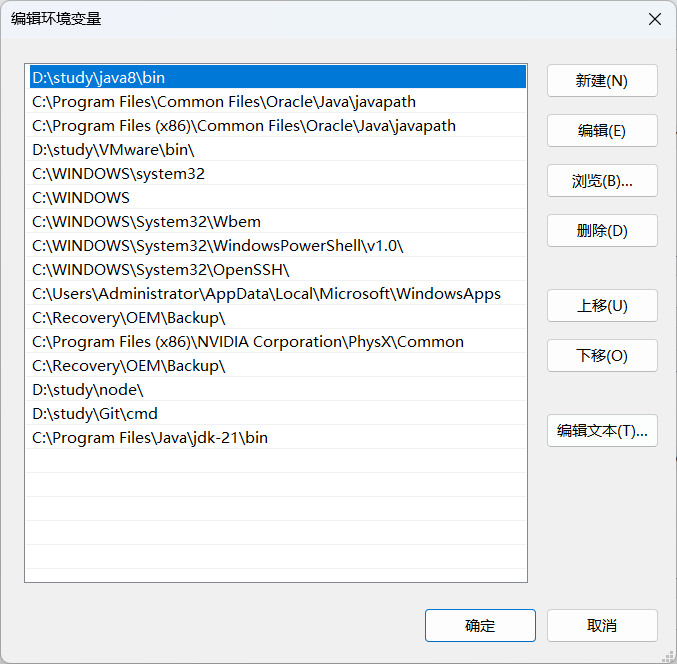 编辑环境变量
D:\study\java8\bin
C:\Program Files\Common Files\Oracle\Java\javapath
C:\Program Files (x86)\Common Files\Oracle\Java\javapath
D:\study\VMware\bin\
C:\WINDOWS\system32
C:\WINDOWS
C:\WINDOWS\System32\Wbem
C:\WINDOWS\System32\WindowsPowerShell\v1.0\
C:\WINDOWS\System32\OpenSSH\
C:\Users\Administrator\AppData\Local\Microsoft\WindowsApps
C:\Recovery\OEM\Backup\
C:\Program Files (x86)\NVIDIA Corporation\PhysX\Common
C:\Recovery\OEM\Backup\
D:\study\node\
D:\study\Git\cmd
C:\Program Files\Java\jdk-21\bin
新建(N)
编辑(E)
浏览(B)...
删除(D)
上移(U)
下移(O)
编辑文本(T)...
确定
取消